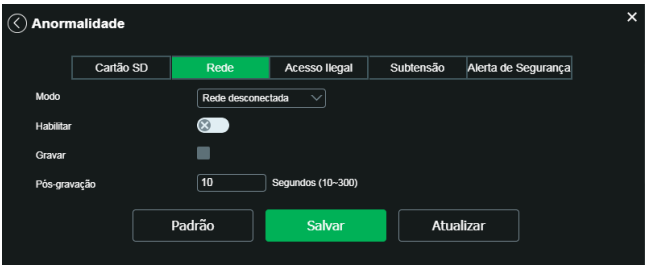 Anormalidade
Cartão SD Rede Acesso Ilegal Subtensão Alerta de Segurança
Modo Rede desconectada
Habilitar
Gravar
Pós-gravação 10 Segundos (10~300)
Padrão Salvar Atualizar